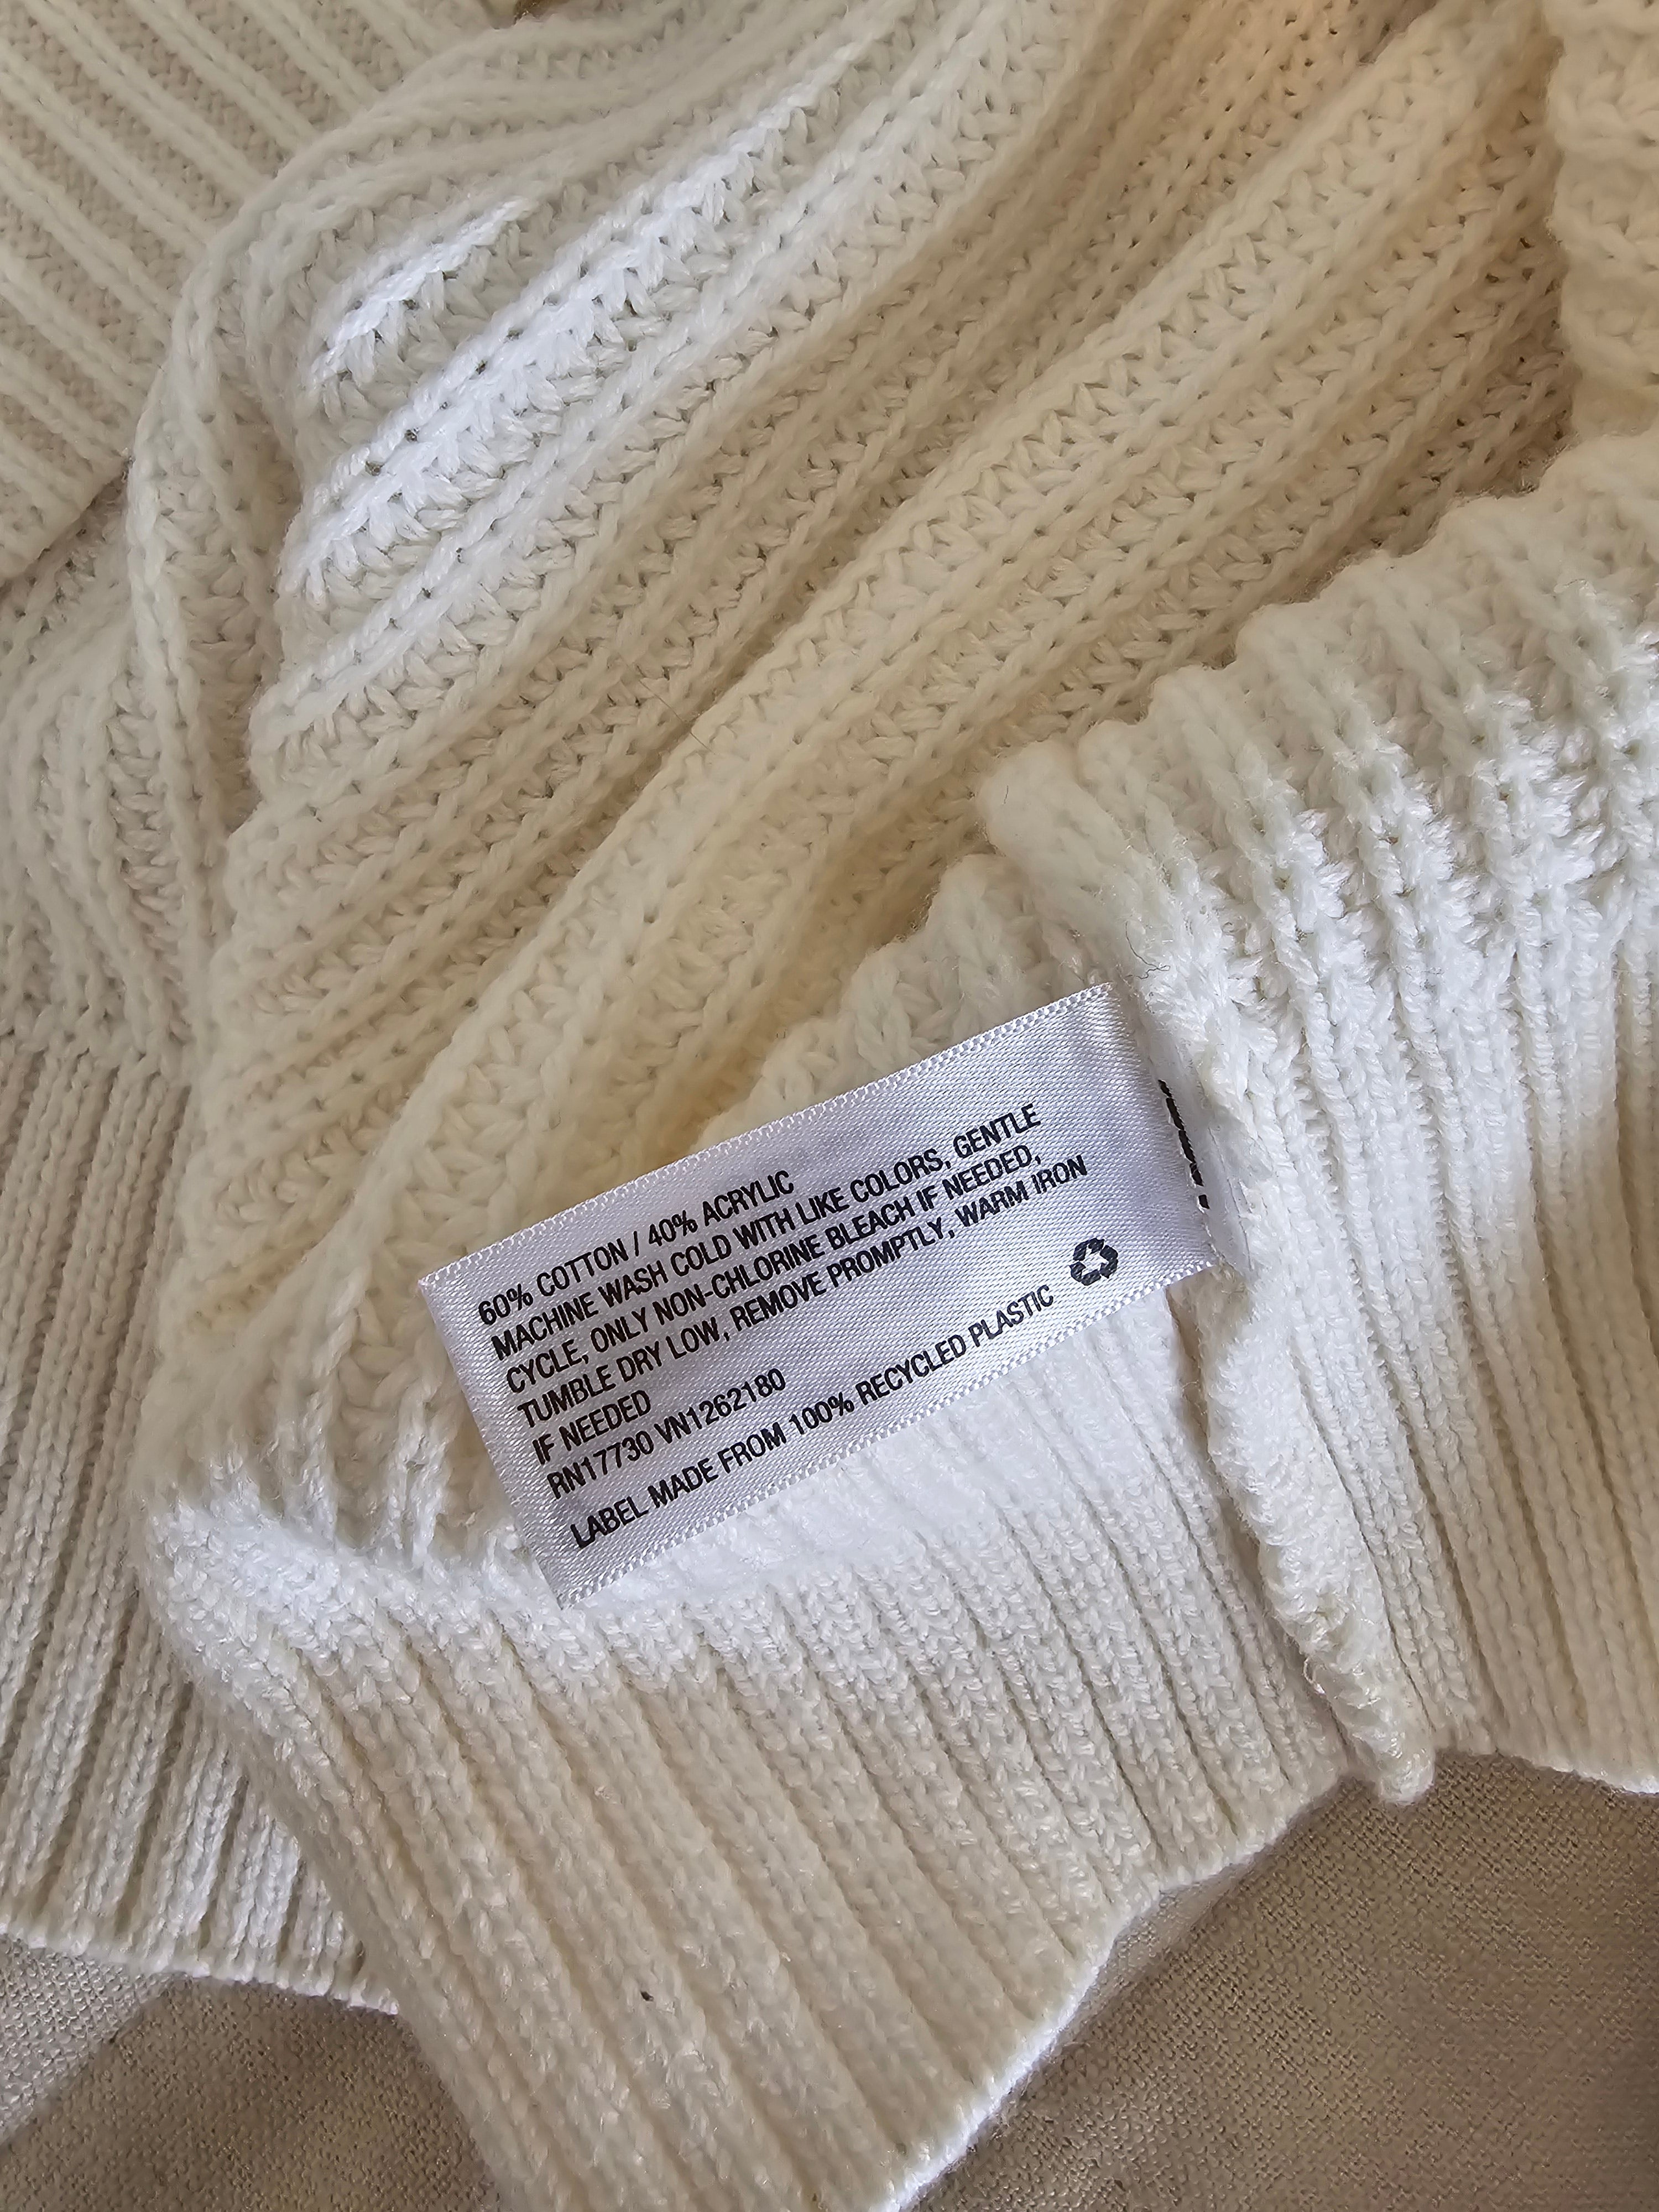 60% COTTON / 40% ACRYLIC
MACHINE WASH COLD WITH LIKE COLORS, GENTLE
CYCLE, ONLY NON-CHLORINE BLEACH IF NEEDED,
TUMBLE DRY LOW, REMOVE PROMPTLY, WARM IRON
IF NEEDED
RN17730 VN1262180
LABEL MADE FROM 100% RECYCLED PLASTIC